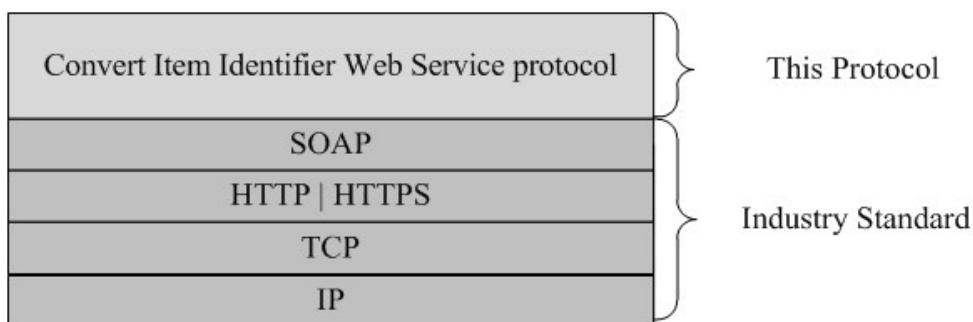 Convert Item Identifier Web Service protocol
This Protocol
SOAP
HTTP | HTTPS
TCP
IP
Industry Standard